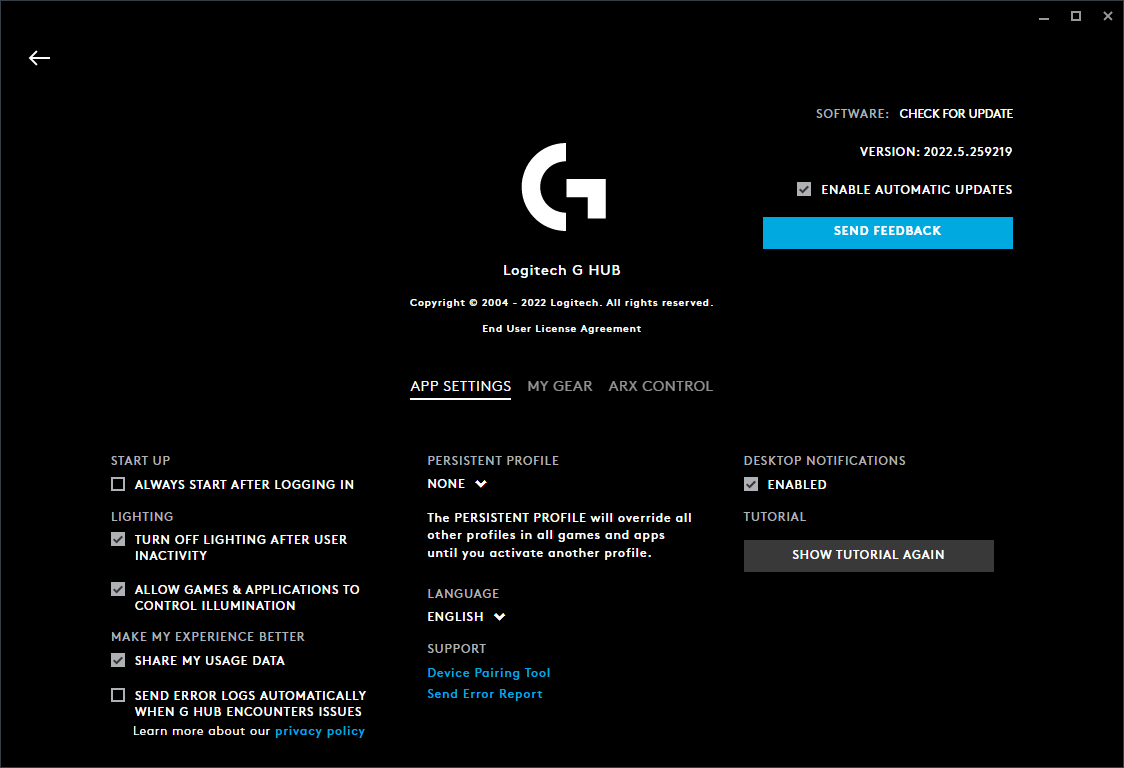 SOFTWARE: CHECK FOR UPDATE
VERSION: 2022.5.259219
ENABLE AUTOMATIC UPDATES
SEND FEEDBACK
Logitech G HUB
Copyright © 2004 - 2022 Logitech. All rights reserved.
End User License Agreement
APP SETTINGS MY GEAR ARX CONTROL
START UP
ALWAYS START AFTER LOGGING IN
LIGHTING
TURN OFF LIGHTING AFTER USER
INACTIVITY
ALLOW GAMES & APPLICATIONS TO
CONTROL ILLUMINATION
MAKE MY EXPERIENCE BETTER
SHARE MY USAGE DATA
SEND ERROR LOGS AUTOMATICALLY
WHEN G HUB ENCOUNTERS ISSUES
Learn more about our privacy policy
PERSISTENT PROFILE
NONE
The PERSISTENT PROFILE will override all
other profiles in all games and apps
until you activate another profile.
LANGUAGE
ENGLISH
SUPPORT
Device Pairing Tool
Send Error Report
DESKTOP NOTIFICATIONS
ENABLED
TUTORIAL
SHOW TUTORIAL AGAIN